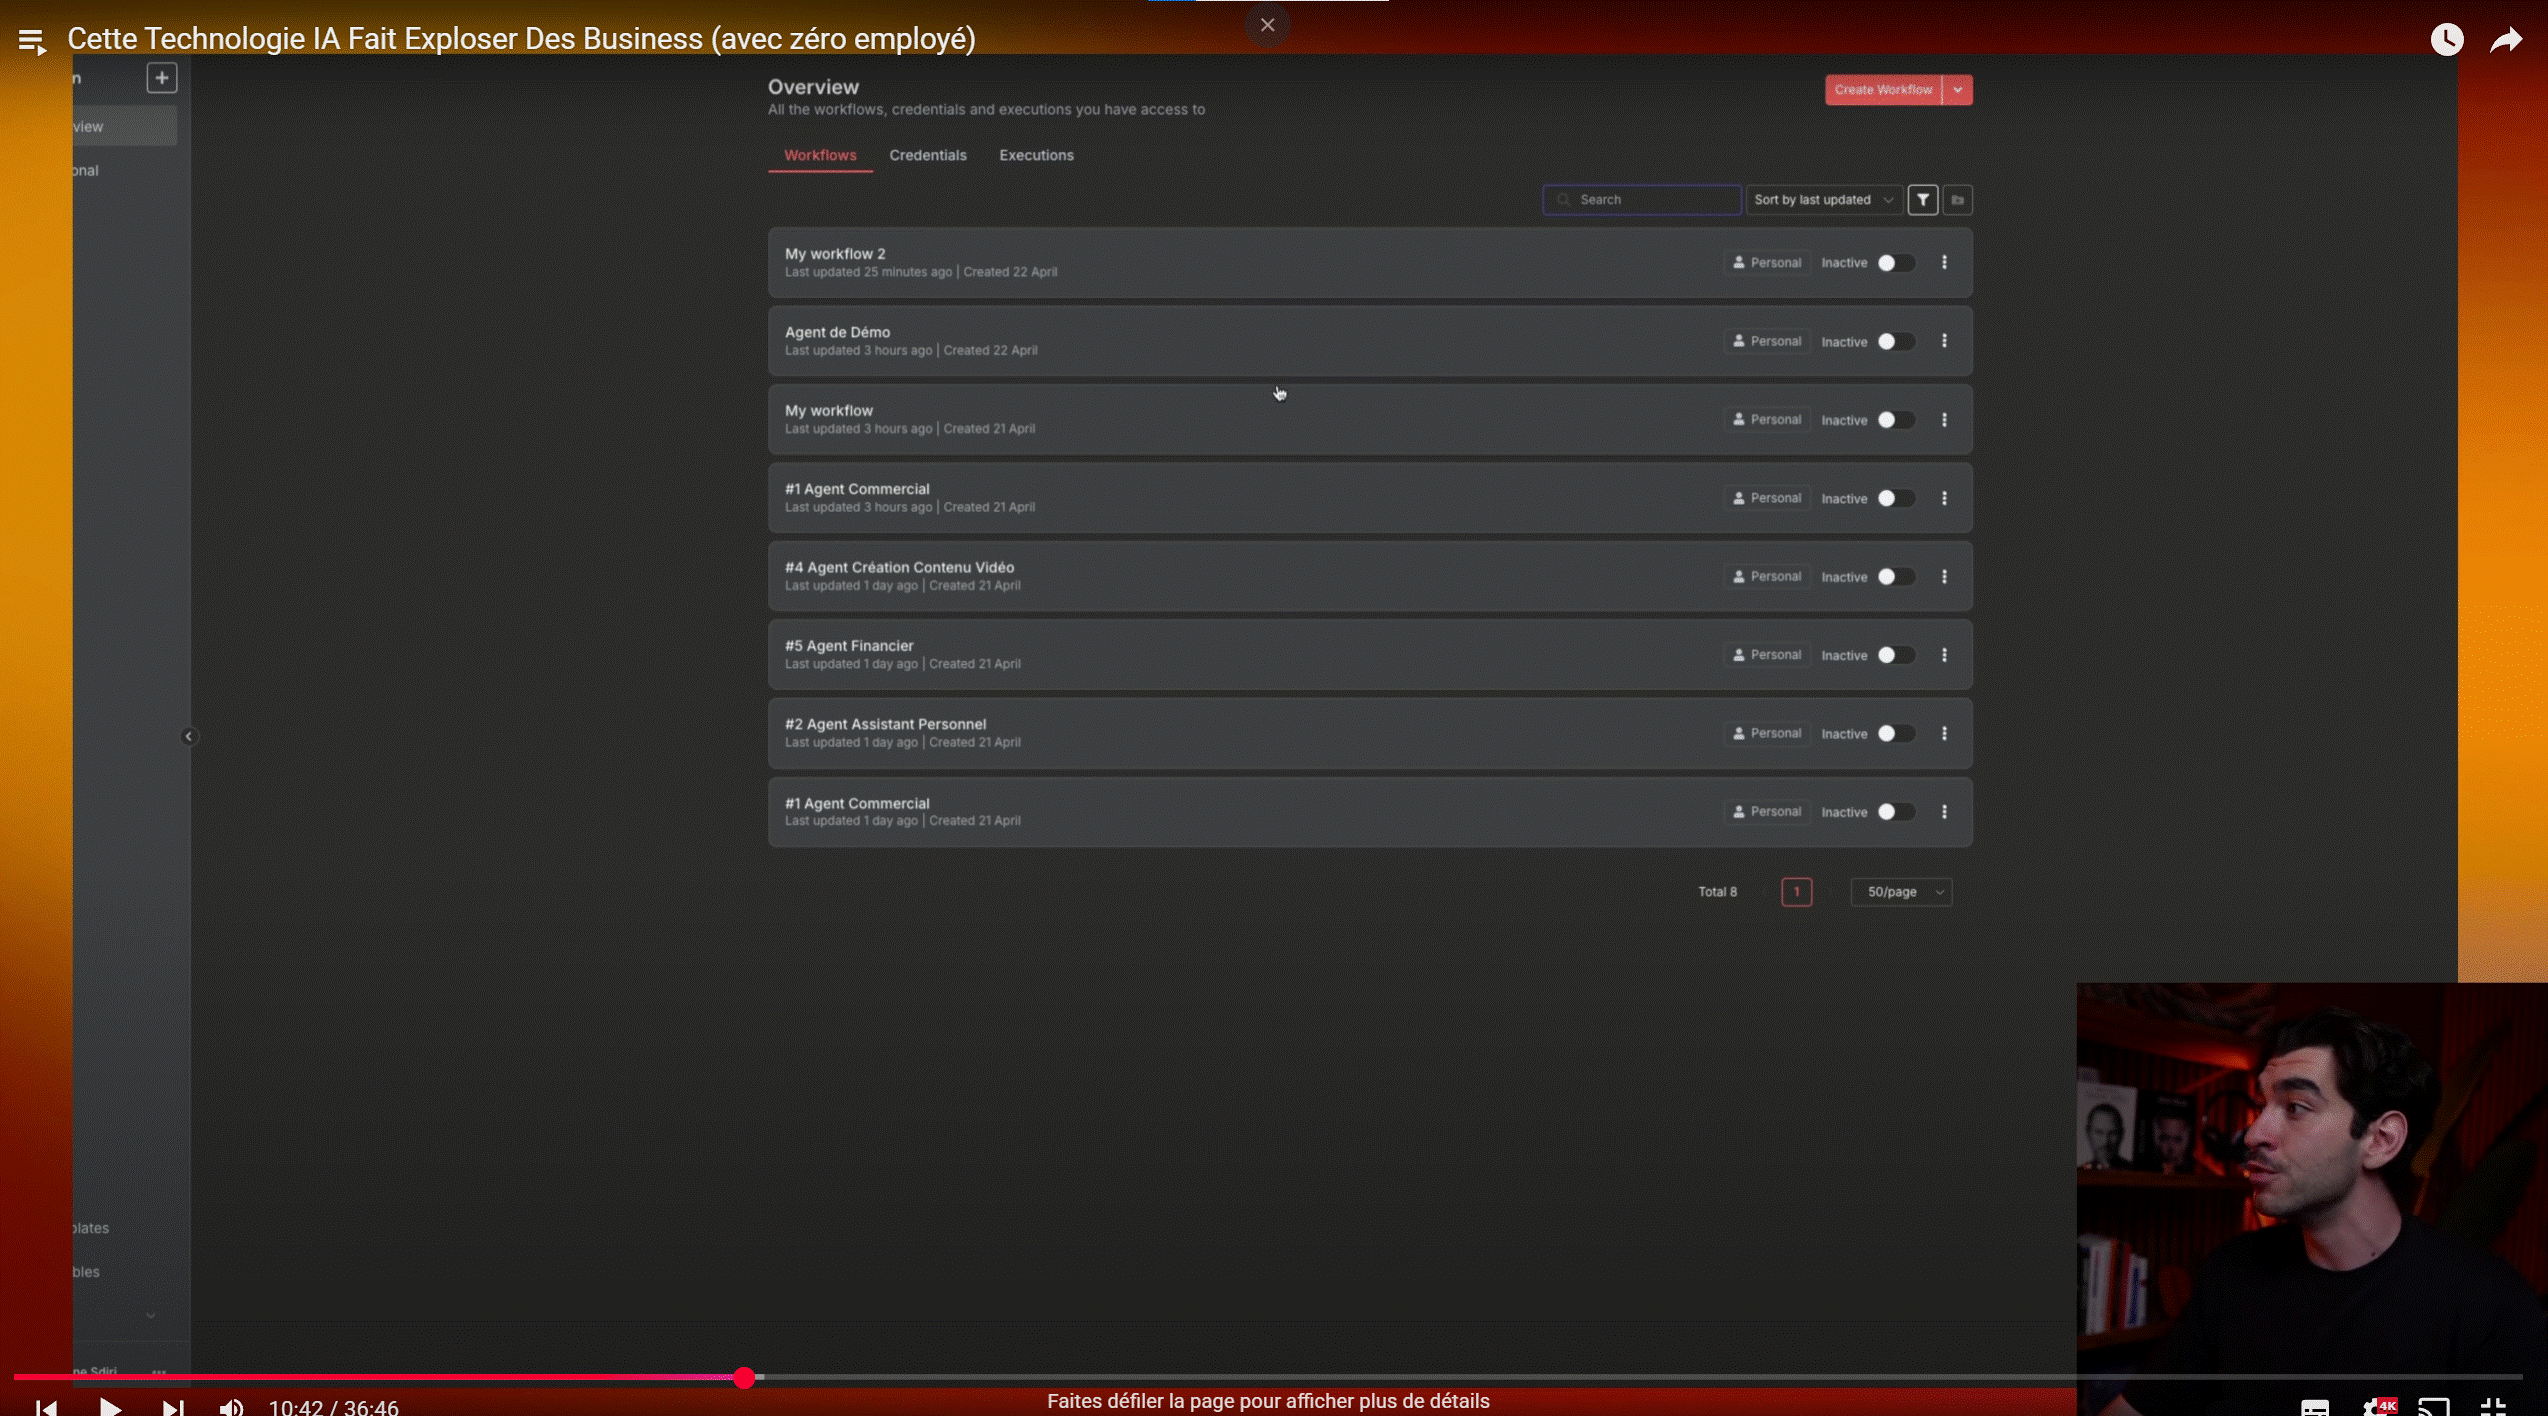 Cette Technologie IA Fait Exploser Des Business (avec zéro employé)
Overview
All the workflows, credentials and executions you have access to
Create Workflow
Workflows Credentials Executions
Search
Sort by last updated
My workflow 2
Last updated 25 minutes ago | Created 22 April
Personal Inactive
Agent de Démo
Last updated 3 hours ago | Created 22 April
Personal Inactive
My workflow
Last updated 3 hours ago | Created 21 April
Personal Inactive
#1 Agent Commercial
Last updated 3 hours ago | Created 21 April
Personal Inactive
#4 Agent Création Contenu Vidéo
Last updated 1 day ago | Created 21 April
Personal Inactive
#5 Agent Financier
Last updated 1 day ago | Created 21 April
Personal Inactive
#2 Agent Assistant Personnel
Last updated 1 day ago | Created 21 April
Personal Inactive
#1 Agent Commercial
Last updated 1 day ago | Created 21 April
Personal Inactive
Total 8 1 50/page
Sdiri
Faites défiler la page pour afficher plus de détails
10:42 / 36:46
4K